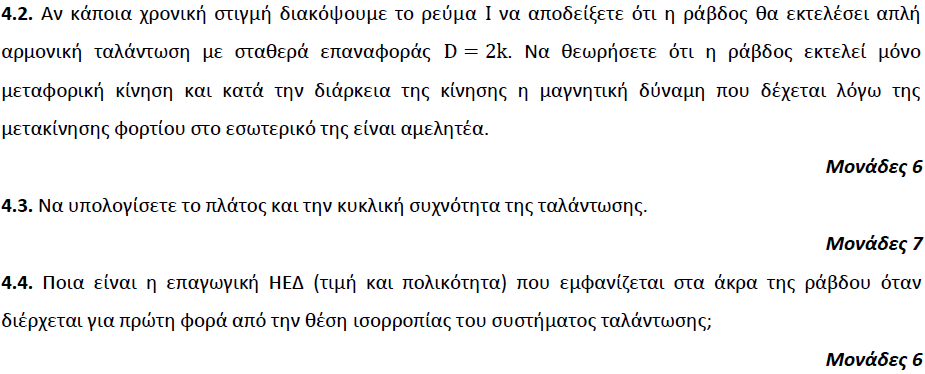 4.2. Αν κάποια χρονική στιγμή διακόψουμε το ρεύμα I να αποδείξετε ότι η ράβδος θα εκτελέσει απλή
αρμονική ταλάντωση με σταθερά επαναφοράς D = 2k. Να θεωρήσετε ότι η ράβδος εκτελεί μόνο
μεταφορική κίνηση και κατά την διάρκεια της κίνησης η μαγνητική δύναμη που δέχεται λόγω της
μετακίνησης φορτίου στο εσωτερικό της είναι αμελητέα.
Μονάδες 6
4.3. Να υπολογίσετε το πλάτος και την κυκλική συχνότητα της ταλάντωσης.
Μονάδες 7
4.4. Ποια είναι η επαγωγική ΗΕΔ (τιμή και πολικότητα) που εμφανίζεται στα άκρα της ράβδου όταν
διέρχεται για πρώτη φορά από την θέση ισορροπίας του συστήματος ταλάντωσης;
Μονάδες 6